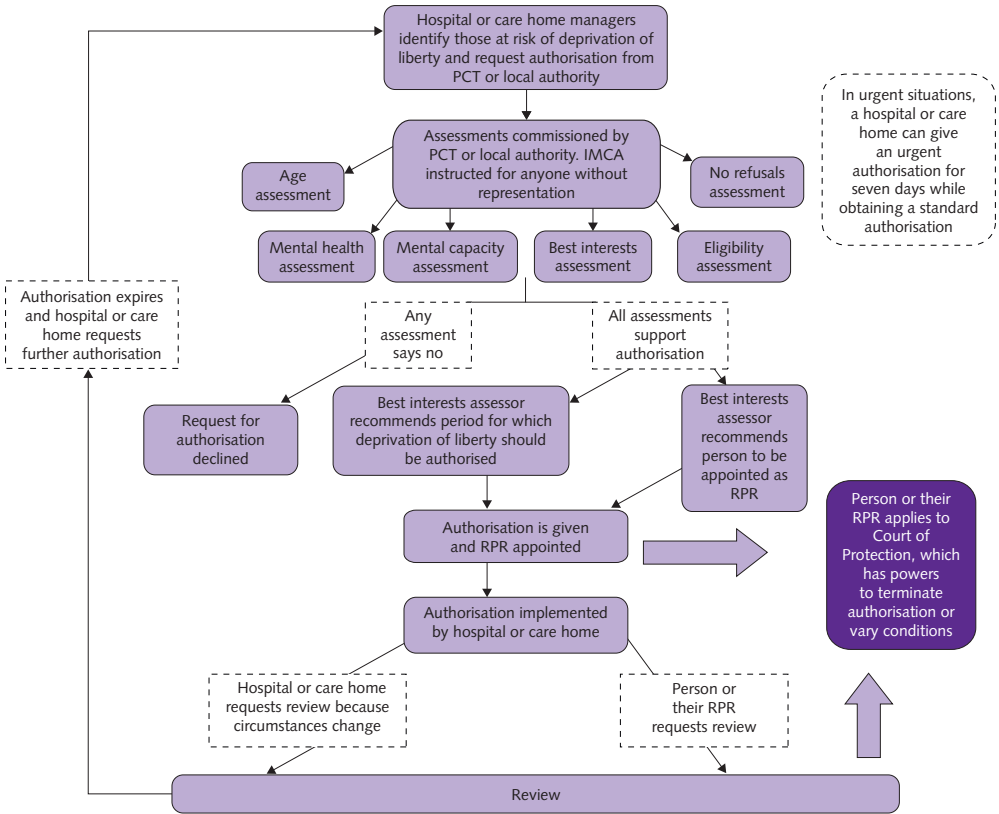 Hospital or care home managers
identify those at risk of deprivation of
liberty and request authorisation from
PCT or local authority
In urgent situations,
a hospital or care
home can give
an urgent
authorisation for
seven days while
obtaining a standard
authorisation
Assessments commissioned by
PCT or local authority. IMCA
instructed for anyone without
representation
Age
assessment
No refusals
assessment
Mental health
assessment
Mental capacity
assessment
Best interests
assessment
Eligibility
assessment
Authorisation expires
and hospital or care
home requests
further authorisation
Any
assessment
says no
All assessments
support
authorisation
Request for
authorisation
declined
Best interests assessor
recommends period for which
deprivation of liberty should
be authorised
Best interests
assessor
recommends
person to be
appointed as
RPR
Authorisation is given
and RPR appointed
Person or their
RPR applies to
Court of
Protection, which
has powers
to terminate
authorisation or
vary conditions
Authorisation implemented
by hospital or care home
Hospital or care home
requests review because
circumstances change
Person or
their RPR
requests review
Review